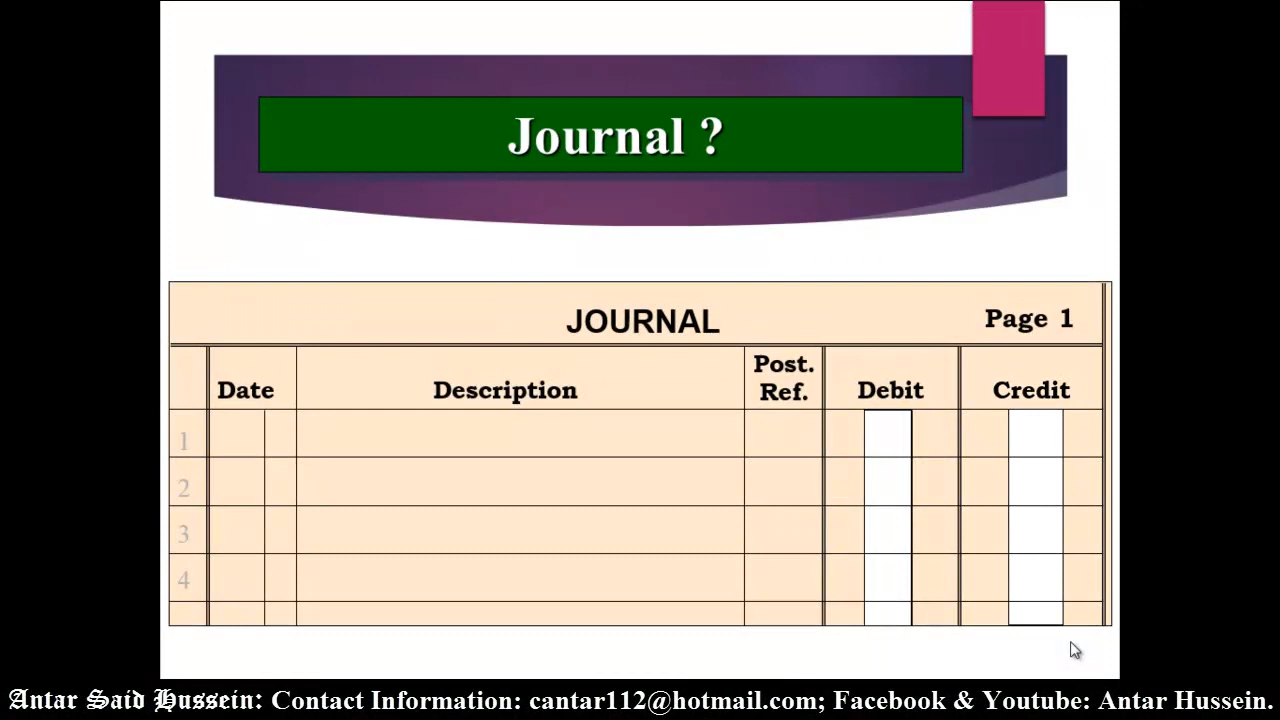 Journal ?
JOURNAL
Page 1
Date
Description
Post.
Ref.
Debit
Credit
1
2
3
4
Antar Said Hussein: Contact Information: cantar112@hotmail.com; Facebook & Youtube: Antar Hussein.